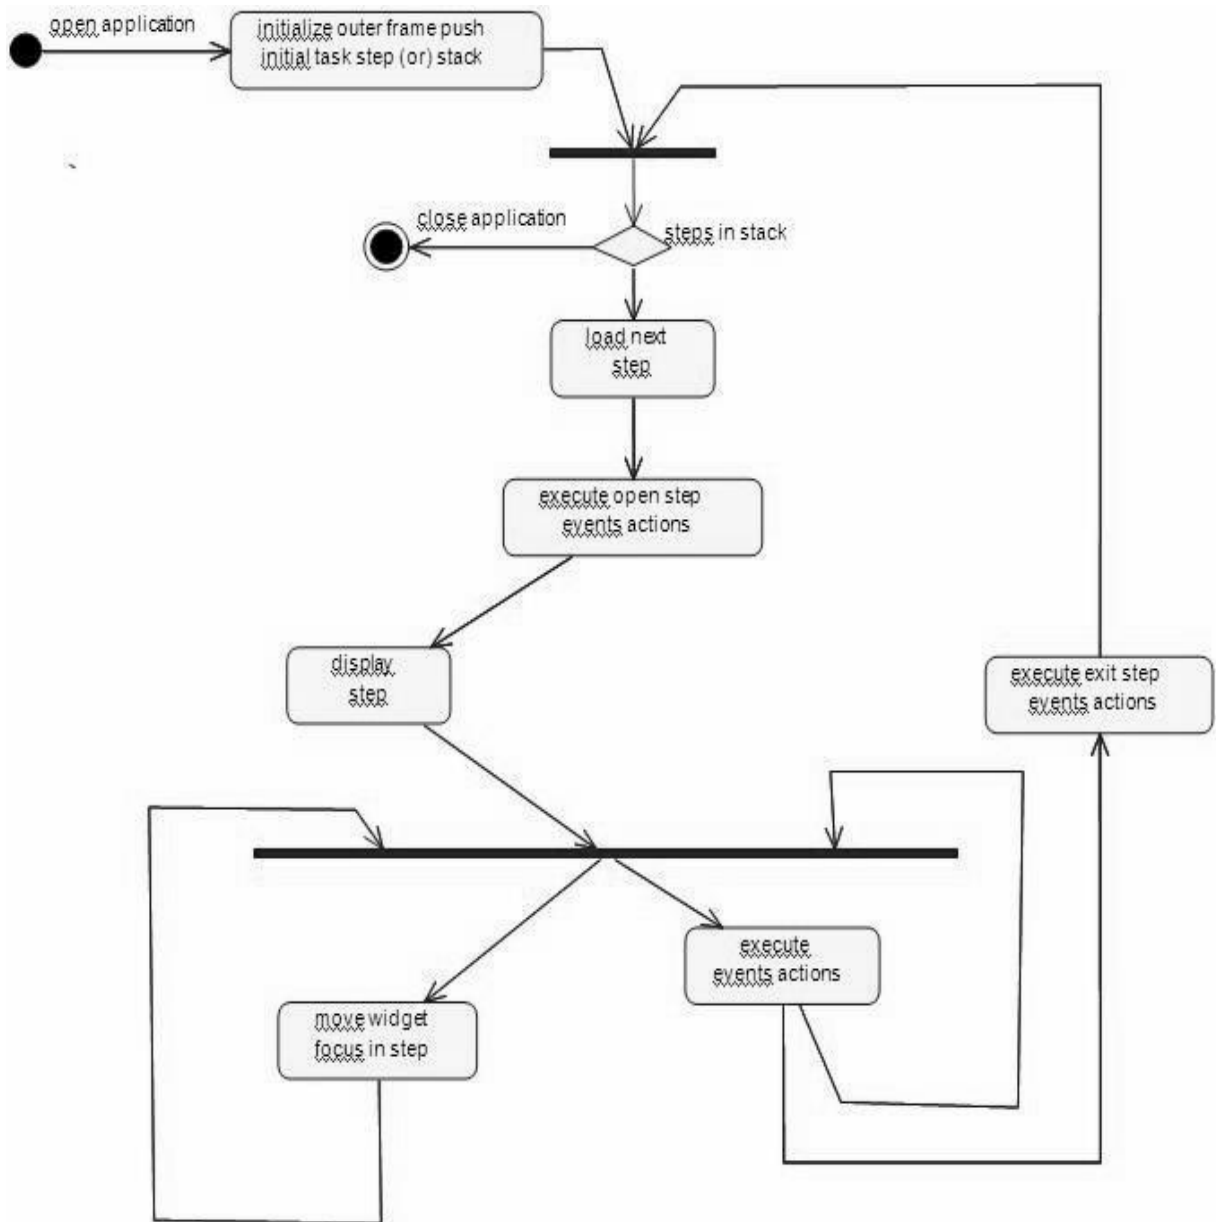 open application
initialize outer frame push
initial task step (or) stack
close application
steps in stack
load next
step
execute open step
events actions
display
step
execute exit step
events actions
execute
events actions
move widget
focus in step